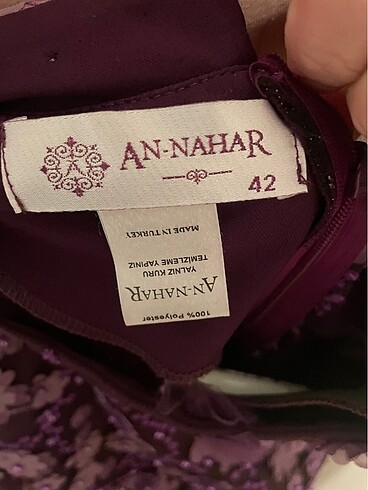 AN-NAHAR
42
100% Polyester
AN-NAHAR
YALNIZ KURU
TEMİZLEME YAPINIZ
MADE IN TURKEY